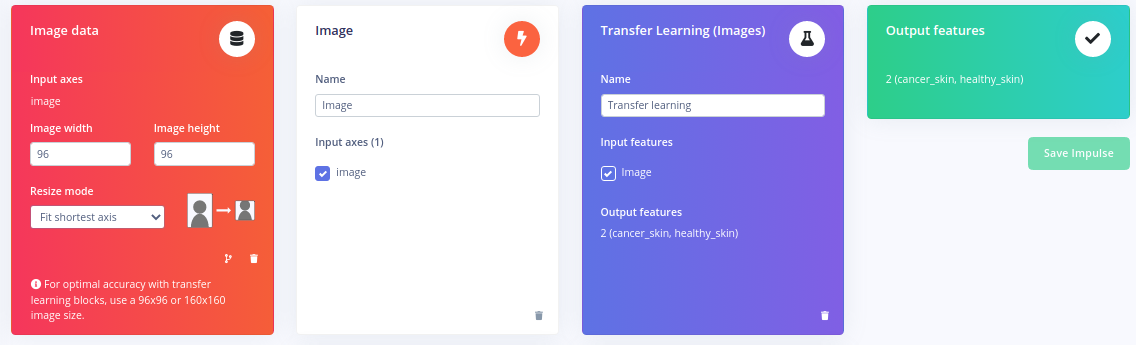 Image data
Input axes
image
Image width
Image height
96
96
Resize mode
Fit shortest axis
For optimal accuracy with transfer
learning blocks, use a 96x96 or 160x160
image size.
Image
Name
Image
Input axes (1)
image
Transfer Learning (Images)
Name
Transfer learning
Input features
Image
Output features
2 (cancer_skin, healthy_skin)
Output features
2 (cancer_skin, healthy_skin)
Save Impulse